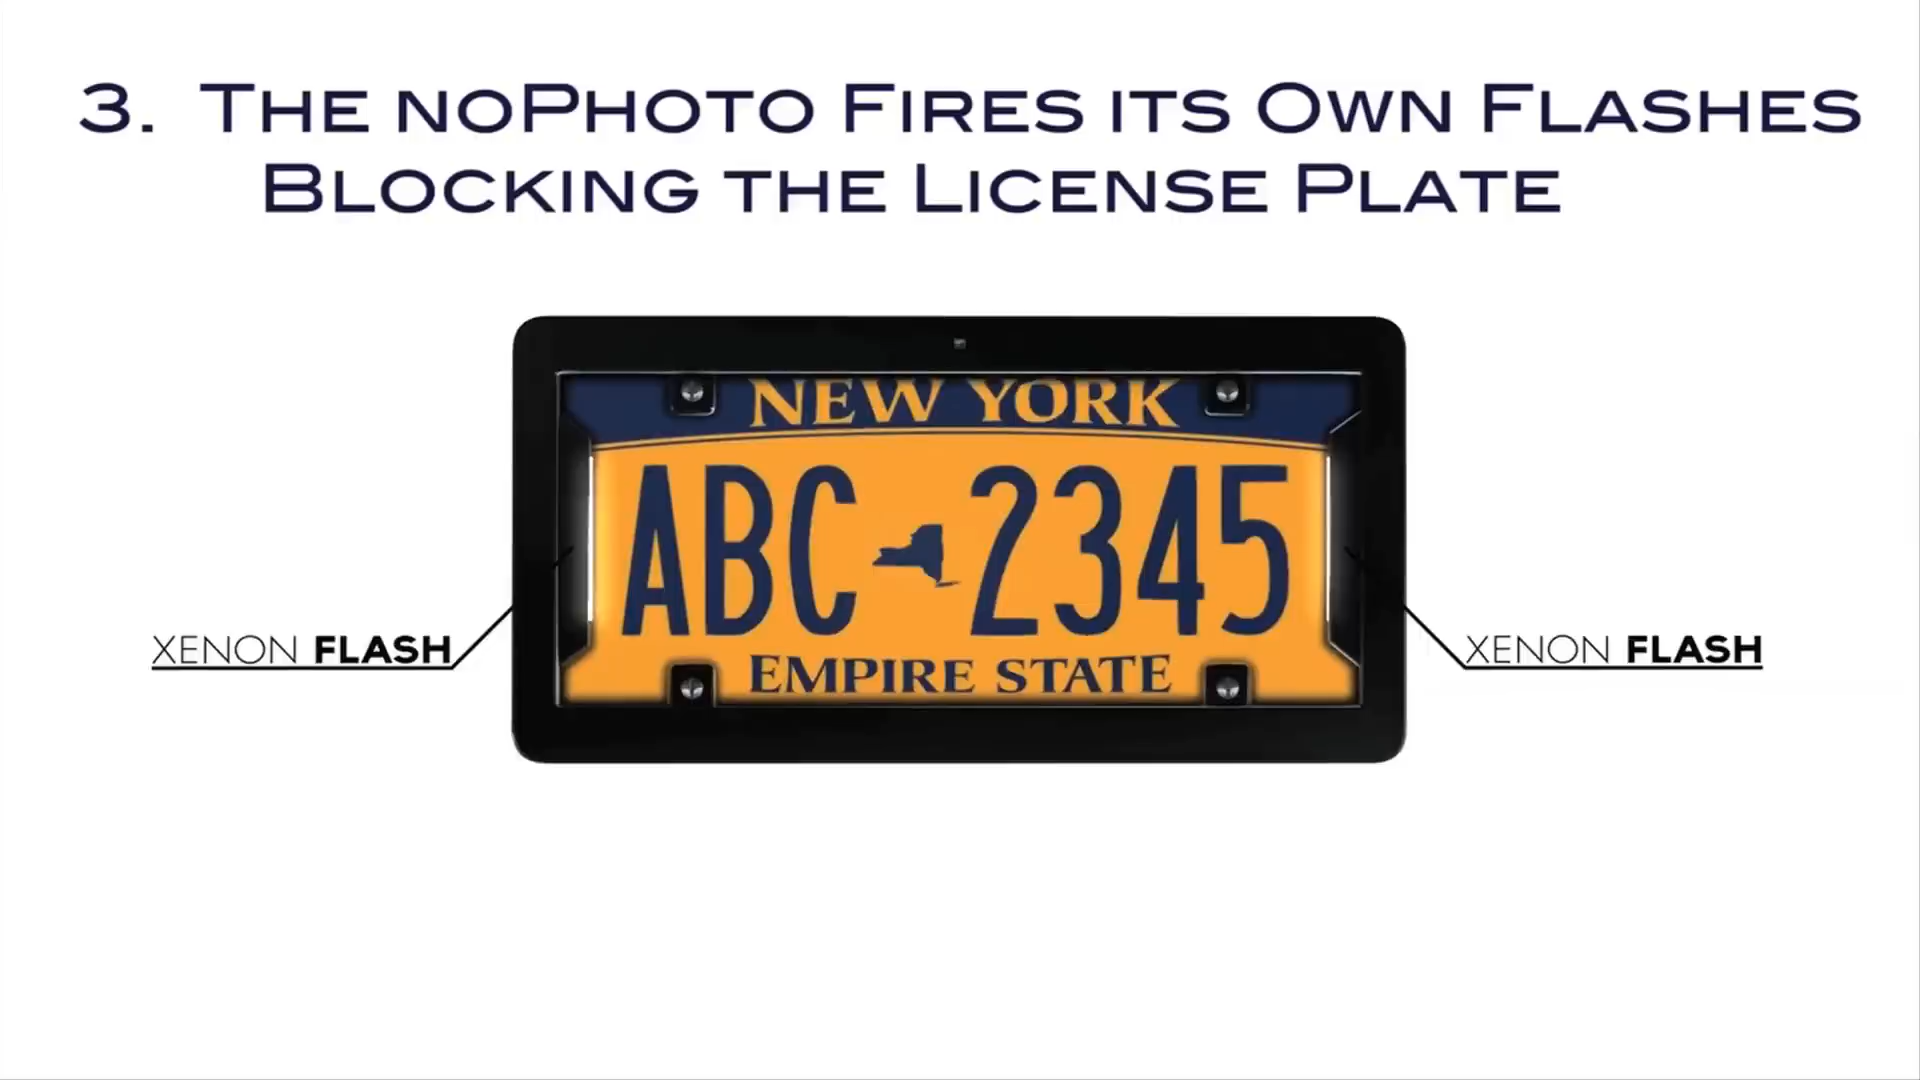 3. The noPhoto Fires its Own Flashes
Blocking the License Plate
NEW YORK
ABC 2345
EMPIRE STATE
XENON FLASH
XENON FLASH